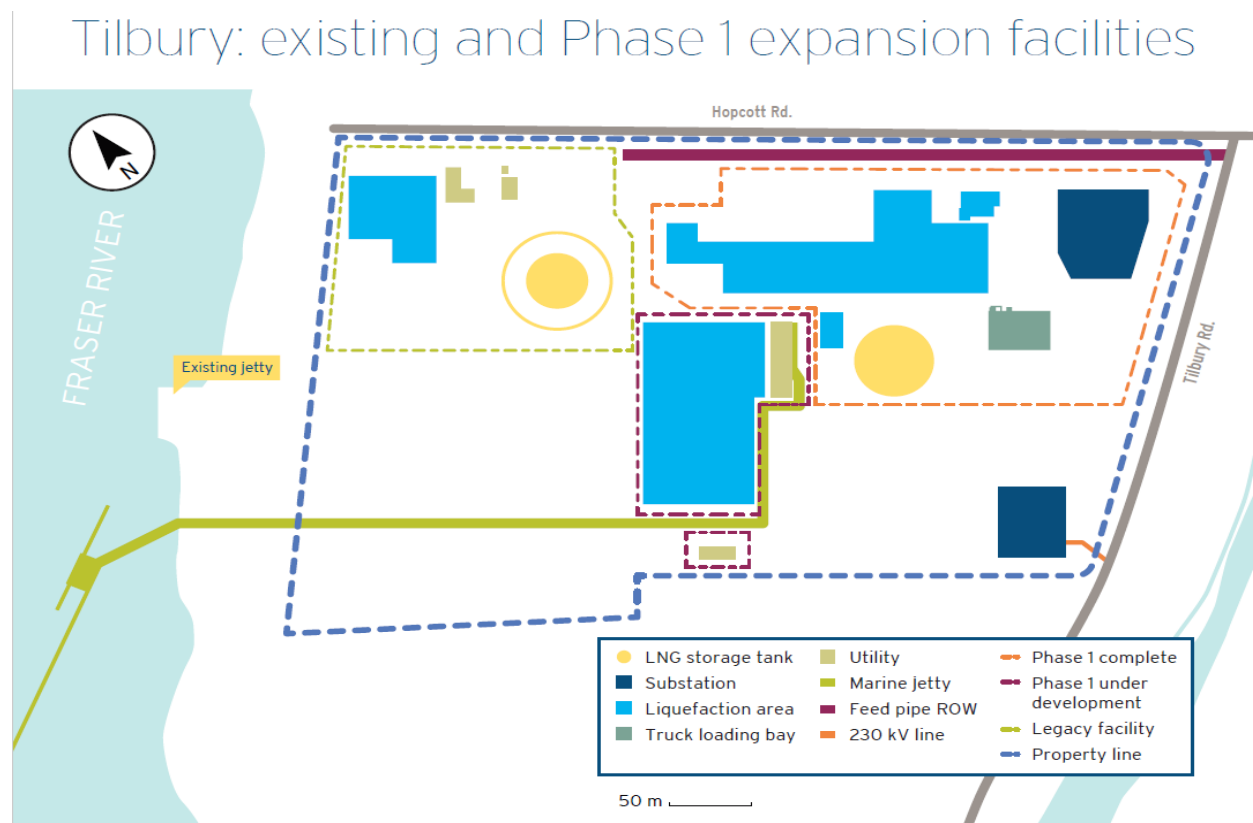 Tilbury: existing and Phase 1 expansion facilities
Hopcott Rd.
N
FRASER RIVER
Existing jetty
Tilbury Rd.
LNG storage tank
Substation
Liquefaction area
Truck loading bay
Utility
Marine jetty
Feed pipe ROW
230 kV line
Phase 1 complete
Phase 1 under
development
Legacy facility
Property line
50 m